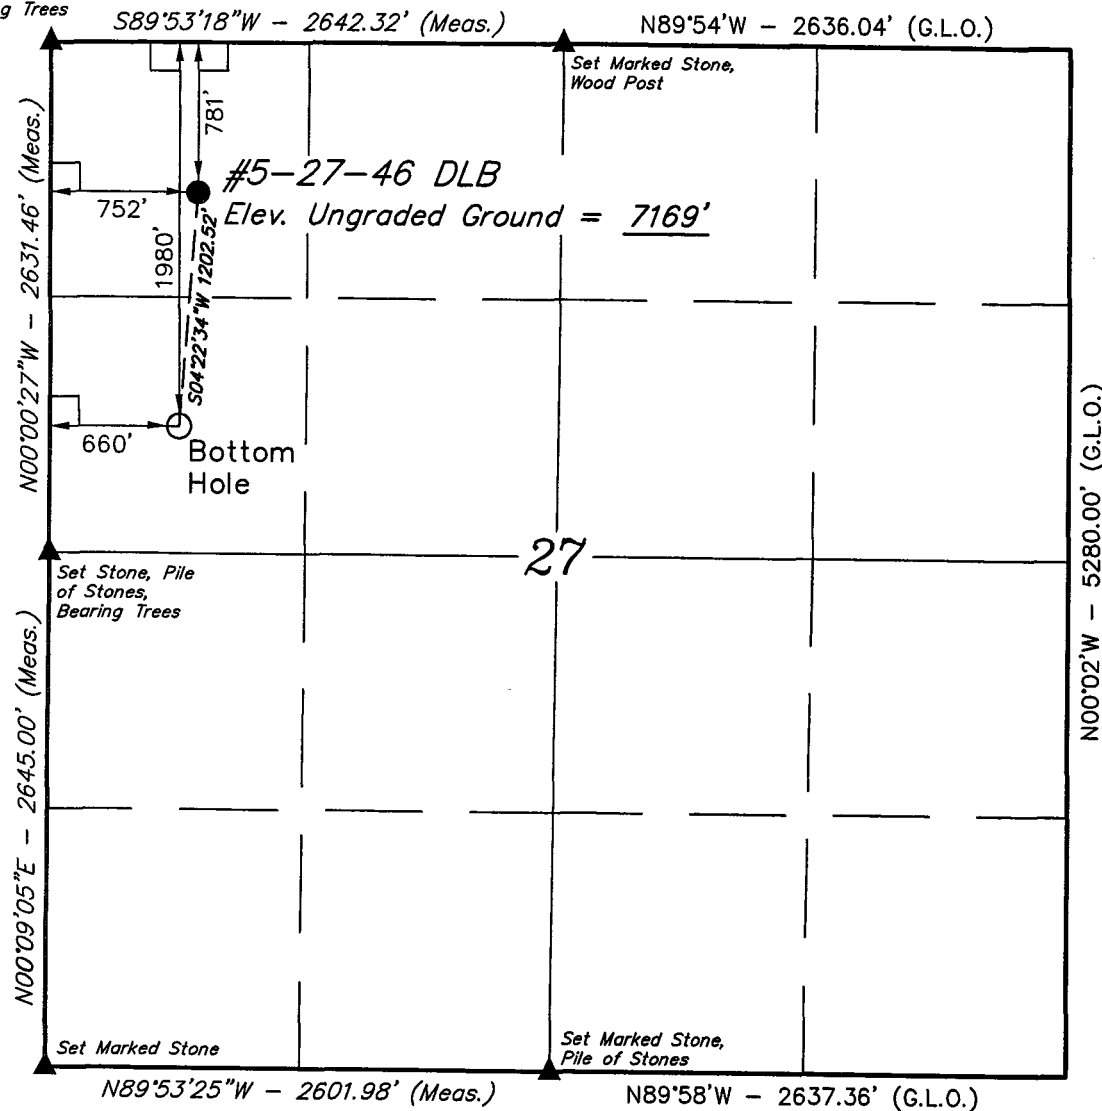 g Trees
S89°53'18"W - 2642.32' (Meas.)
N89°54'W - 2636.04' (G.L.O.)
Set Marked Stone,
Wood Post
N00°00'27"W - 2631.46' (Meas.)
781'
#5-27-46 DLB
752'
Elev. Ungraded Ground = 7169'
1980'
S04°22'34"W 1202.52'
660'
Bottom
Hole
N00°02'W - 5280.00' (G.L.O.)
27
Set Stone, Pile
of Stones,
Bearing Trees
N00°09'05"E - 2645.00' (Meas.)
Set Marked Stone
Set Marked Stone,
Pile of Stones
N89°53'25"W - 2601.98' (Meas.)
N89°58'W - 2637.36' (G.L.O.)